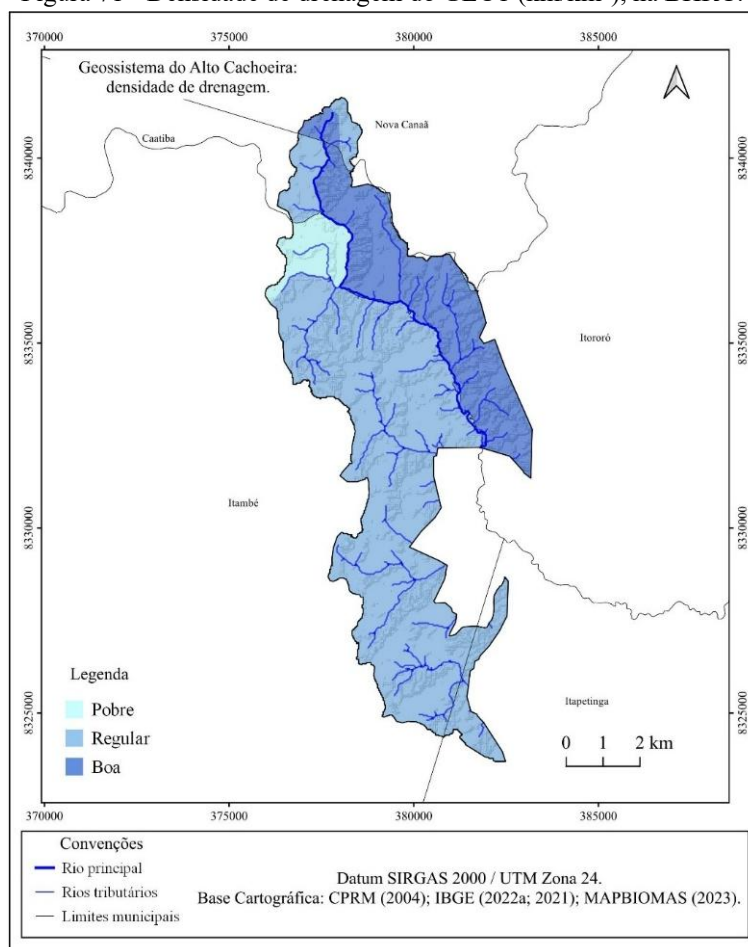 Figura - Densidade de drenagem do (km/km²), na
370000
375000
380000
385000
Geossistema do Alto Cachoeira:
densidade de drenagem.
Nova Canaã
Caatiba
8340000
8340000
8335000
Itororó
8335000
Itambé
8330000
8330000
Legenda
Pobre
Regular
Boa
Itapetinga
8325000
8325000
0 1 2 km
370000
375000
380000
385000
Convenções
Rio principal
Rios tributários
Limites municipais
Datum SIRGAS 2000 / UTM Zona 24.
Base Cartográfica: CPRM (2004); IBGE (2022a; 2021); MAPBIOMAS (2023).